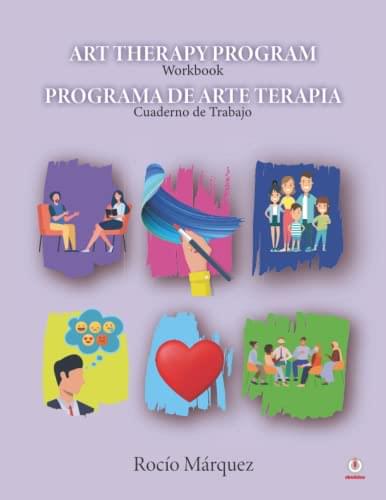 ART THERAPY PROGRAM
Workbook
PROGRAMA DE ARTE TERAPIA
Cuaderno de Trabajo
Rocío Márquez